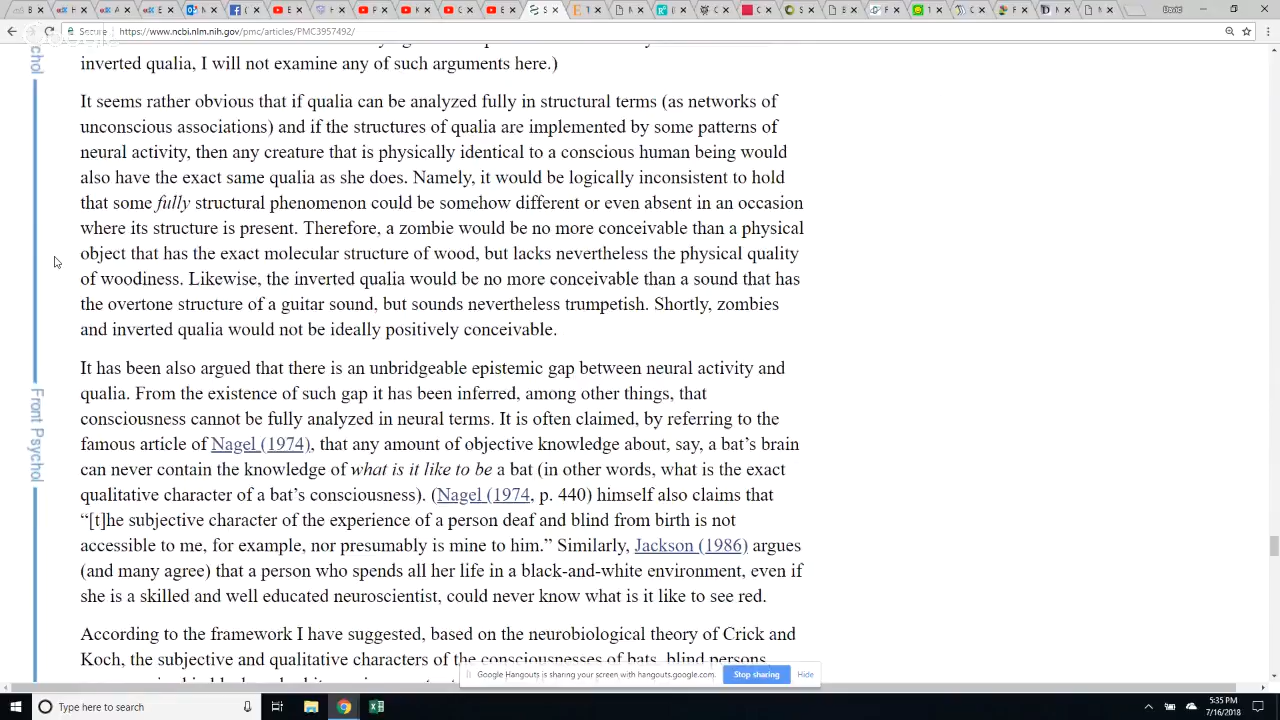 Secure https://www.ncbi.nlm.nih.gov/pmc/articles/PMC3957492/
inverted qualia, I will not examine any of such arguments here.)
It seems rather obvious that if qualia can be analyzed fully in structural terms (as networks of
unconscious associations) and if the structures of qualia are implemented by some patterns of
neural activity, then any creature that is physically identical to a conscious human being would
also have the exact same qualia as she does. Namely, it would be logically inconsistent to hold
that some fully structural phenomenon could be somehow different or even absent in an occasion
where its structure is present. Therefore, a zombie would be no more conceivable than a physical
object that has the exact molecular structure of wood, but lacks nevertheless the physical quality
of woodiness. Likewise, the inverted qualia would be no more conceivable than a sound that has
the overtone structure of a guitar sound, but sounds nevertheless trumpetish. Shortly, zombies
and inverted qualia would not be ideally positively conceivable.
It has been also argued that there is an unbridgeable epistemic gap between neural activity and
qualia. From the existence of such gap it has been inferred, among other things, that
consciousness cannot be fully analyzed in neural terms. It is often claimed, by referring to the
famous article of Nagel (1974), that any amount of objective knowledge about, say, a bat’s brain
can never contain the knowledge of what is it like to be a bat (in other words, what is the exact
qualitative character of a bat’s consciousness). (Nagel (1974, p. 440) himself also claims that
“[t]he subjective character of the experience of a person deaf and blind from birth is not
accessible to me, for example, nor presumably is mine to him.” Similarly, Jackson (1986) argues
(and many agree) that a person who spends all her life in a black-and-white environment, even if
she is a skilled and well educated neuroscientist, could never know what is it like to see red.
According to the framework I have suggested, based on the neurobiological theory of Crick and
Koch, the subjective and qualitative characters of the consciousnesses of bats, blind persons
Front Psychol
Google Hangouts is sharing your screen with hangouts.google.com.
Stop sharing
Hide
Type here to search
5:35 PM
7/16/2018